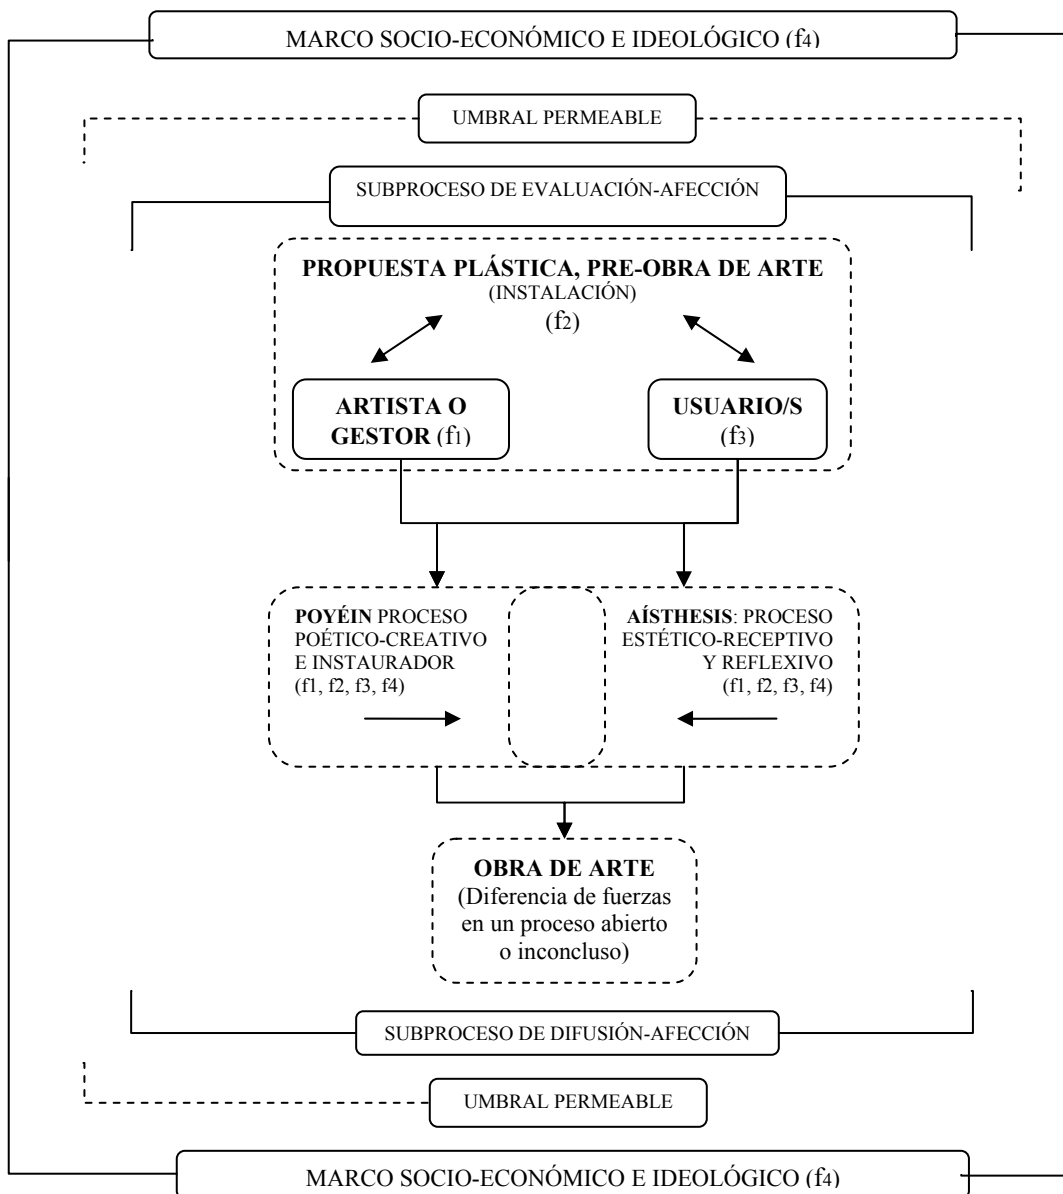 MARCO SOCIO-ECONÓMICO E IDEOLÓGICO (f4)
UMBRAL PERMEABLE
SUBPROCESO DE EVALUACIÓN-AFECCIÓN
PROPUESTA PLÁSTICA, PRE-OBRA DE ARTE
(INSTALACIÓN)
(f2)
ARTISTA O
GESTOR (f1)
USUARIO/S
(f3)
POYÉIN PROCESO
POÉTICO-CREATIVO
E INSTAURADOR
(f1, f2, f3, f4)
AÍSTHESIS: PROCESO
ESTÉTICO-RECEPTIVO
Y REFLEXIVO
(f1, f2, f3, f4)
OBRA DE ARTE
(Diferencia de fuerzas
en un proceso abierto
o inconcluso)
SUBPROCESO DE DIFUSIÓN-AFECCIÓN
UMBRAL PERMEABLE
MARCO SOCIO-ECONÓMICO E IDEOLÓGICO (f4)